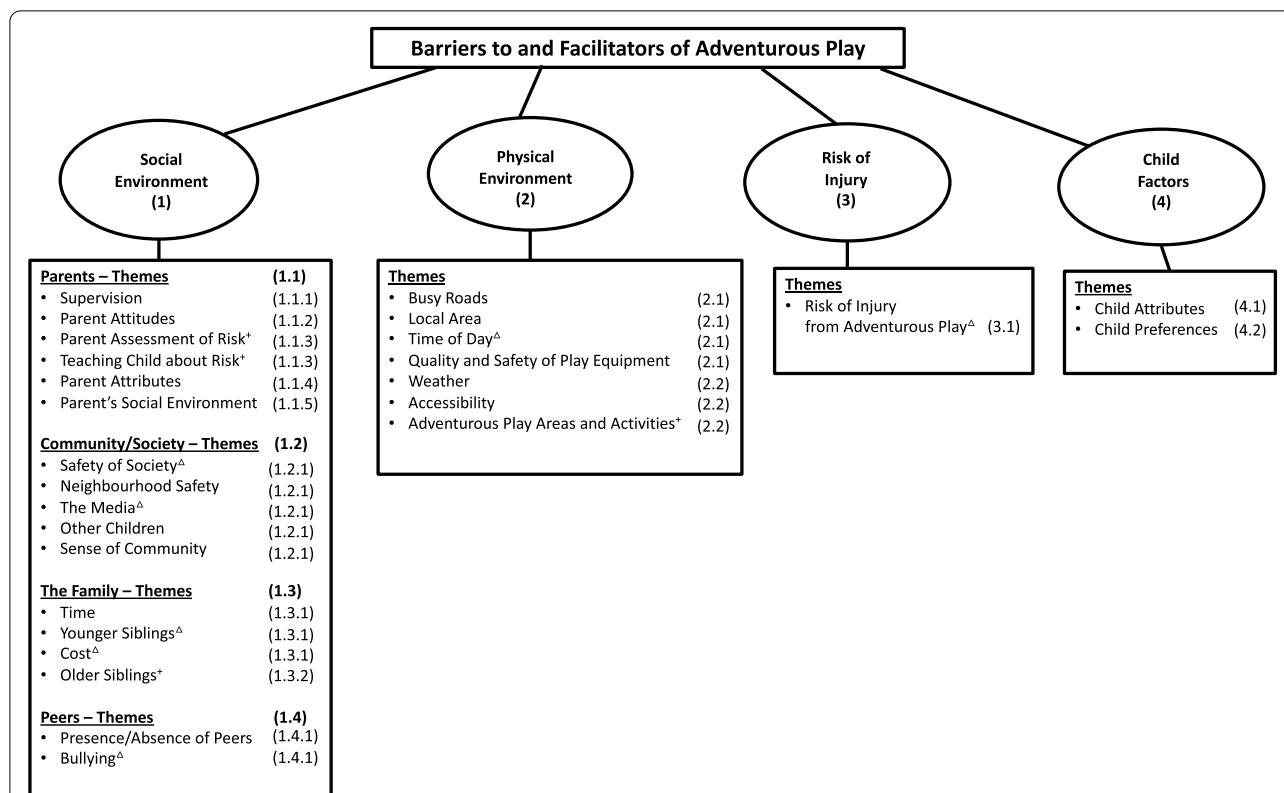 Barriers to and Facilitators of Adventurous Play
Social
Environment
(1)
Physical
Environment
(2)
Risk of
Injury
(3)
Child
Factors
(4)
Parents – Themes (1.1)
• Supervision (1.1.1)
• Parent Attitudes (1.1.2)
• Parent Assessment of Risk⁺ (1.1.3)
• Teaching Child about Risk⁺ (1.1.3)
• Parent Attributes (1.1.4)
• Parent's Social Environment (1.1.5)
Community/Society – Themes (1.2)
• Safety of Society△ (1.2.1)
• Neighbourhood Safety (1.2.1)
• The Media△ (1.2.1)
• Other Children (1.2.1)
• Sense of Community (1.2.1)
The Family – Themes (1.3)
• Time (1.3.1)
• Younger Siblings△ (1.3.1)
• Cost△ (1.3.1)
• Older Siblings⁺ (1.3.2)
Peers – Themes (1.4)
• Presence/Absence of Peers (1.4.1)
• Bullying△ (1.4.1)
Themes
• Busy Roads (2.1)
• Local Area (2.1)
• Time of Day△ (2.1)
• Quality and Safety of Play Equipment (2.1)
• Weather (2.2)
• Accessibility (2.2)
• Adventurous Play Areas and Activities⁺ (2.2)
Themes
• Risk of Injury
from Adventurous Play△ (3.1)
Themes
• Child Attributes (4.1)
• Child Preferences (4.2)